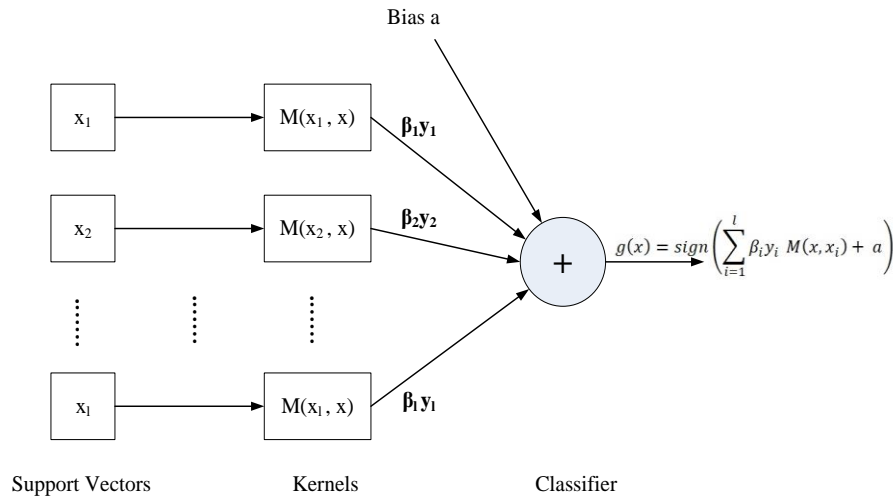 Bias a
x₁
M(x₁ , x)
β₁y₁
x₂
M(x₂ , x)
β₂y₂
+
g(x) = sign(∑ᵢ₌₁ˡ βᵢyᵢ M(x, xᵢ) + a)
xₗ
M(xₗ , x)
βₗyₗ
Support Vectors
Kernels
Classifier